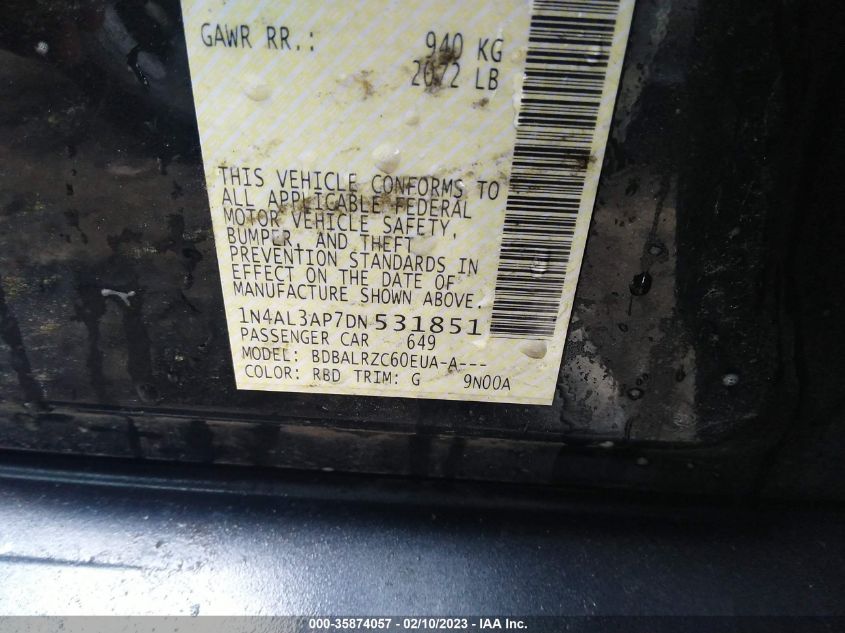 GAWR RR.: 940 KG
2072 LB
THIS VEHICLE CONFORMS TO
ALL APPLICABLE FEDERAL
MOTOR VEHICLE SAFETY,
BUMPER, AND THEFT
PREVENTION STANDARDS IN
EFFECT ON THE DATE OF
MANUFACTURE SHOWN ABOVE.
1N4AL3AP7DN531851
PASSENGER CAR 649
MODEL: BDBALRZC60EUA-A---
COLOR: RBD TRIM: G 9N00A
000-35874057 - 02/10/2023 - IAA Inc.